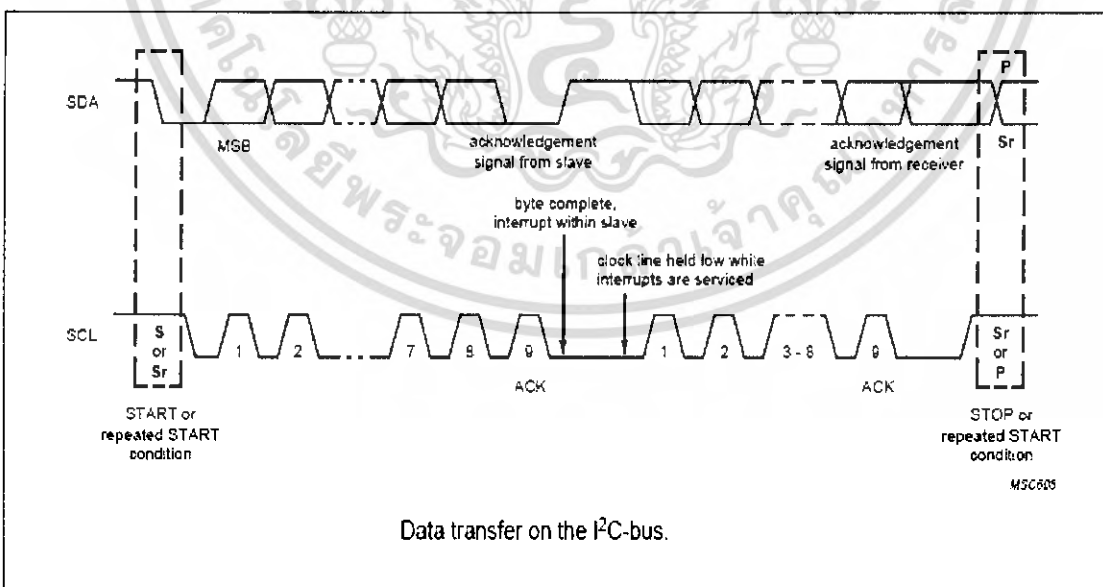 P
SDA
MSB
acknowledgement
signal from slave
acknowledgement
signal from receiver
Sr
byte complete,
interrupt within slave
clock line held low while
interrupts are serviced
SCL
S
or
Sr
1
2
7
8
9
1
2
3 - 8
9
Sr
or
P
ACK
ACK
START or
repeated START
condition
STOP or
repeated START
condition
MSC608
Data transfer on the I²C-bus.